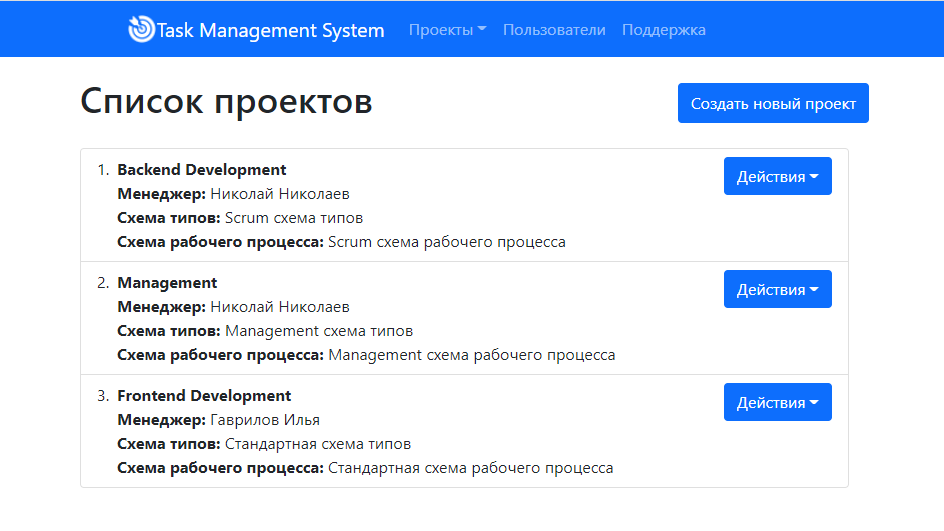 Task Management System Проекты Пользователи Поддержка
Список проектов
Создать новый проект
1. Backend Development
Действия
Менеджер: Николай Николаев
Схема типов: Scrum схема типов
Схема рабочего процесса: Scrum схема рабочего процесса
2. Management
Действия
Менеджер: Николай Николаев
Схема типов: Management схема типов
Схема рабочего процесса: Management схема рабочего процесса
3. Frontend Development
Действия
Менеджер: Гаврилов Илья
Схема типов: Стандартная схема типов
Схема рабочего процесса: Стандартная схема рабочего процесса